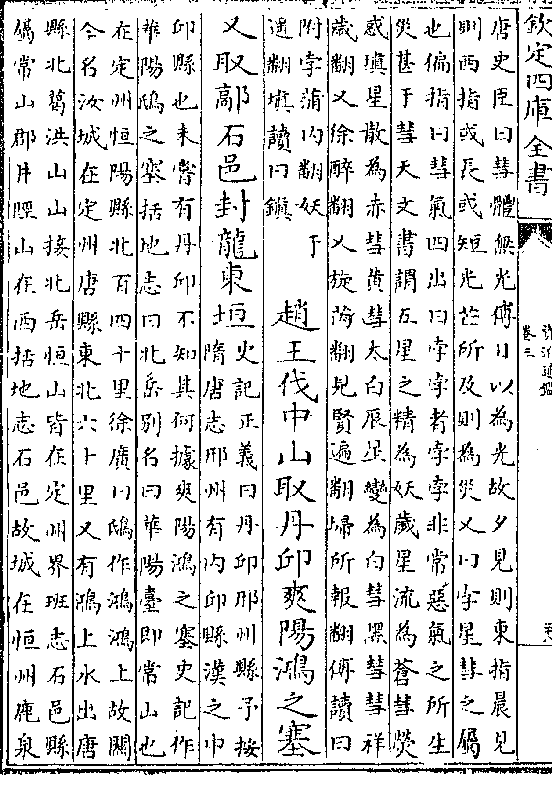 欽定四庫全書
卷三
唐史臣曰彗體無光傅日以為光故夕見則東指晨見
則西指或長或短光芒所及則為災又曰孛星彗之屬
也偏指曰彗氣四出曰孛孛者孛孛非常惡氣之所生
災甚于彗天文書謂五星之精為妖歲星流為蒼彗熒
惑填星散為赤彗黄彗太白辰星變為白彗黑彗彗祥
歲翻又徐醉翻又旋芮翻見賢遍翻埽所報翻傅讀曰
附孛蒲内翻妖于
遥翻填讀曰鎮
趙王伐中山取丹邱爽陽鴻之塞
又取鄗石邑封龍東垣
史記正義曰丹邱邢州縣予按
隋唐志邢州有内邱縣漢之中
邱縣也未嘗有丹邱不知其何據爽陽鴻之塞史記作
華陽鴟之塞括地志曰北岳别名曰華陽臺即常山也
在定州恒陽縣北百四十里徐廣曰鴟作鴻鴻上故關
今名汝城在定州唐縣東北六十里又有鴻上水出唐
縣北葛洪山山接北岳恒山皆在定州界班志石邑縣
屬常山郡井陘山在西括地志石邑故城在恒州鹿泉